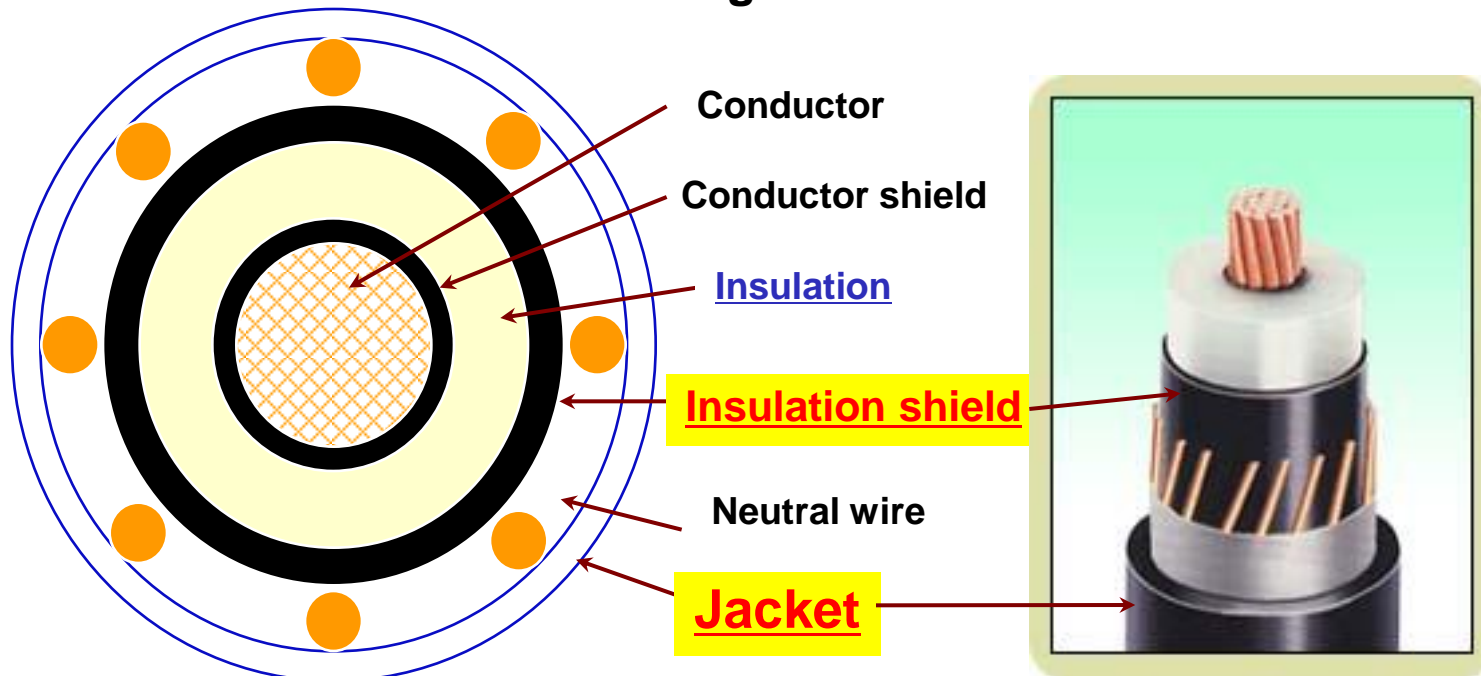 g
Conductor
Conductor shield
Insulation
Insulation shield
Neutral wire
Jacket